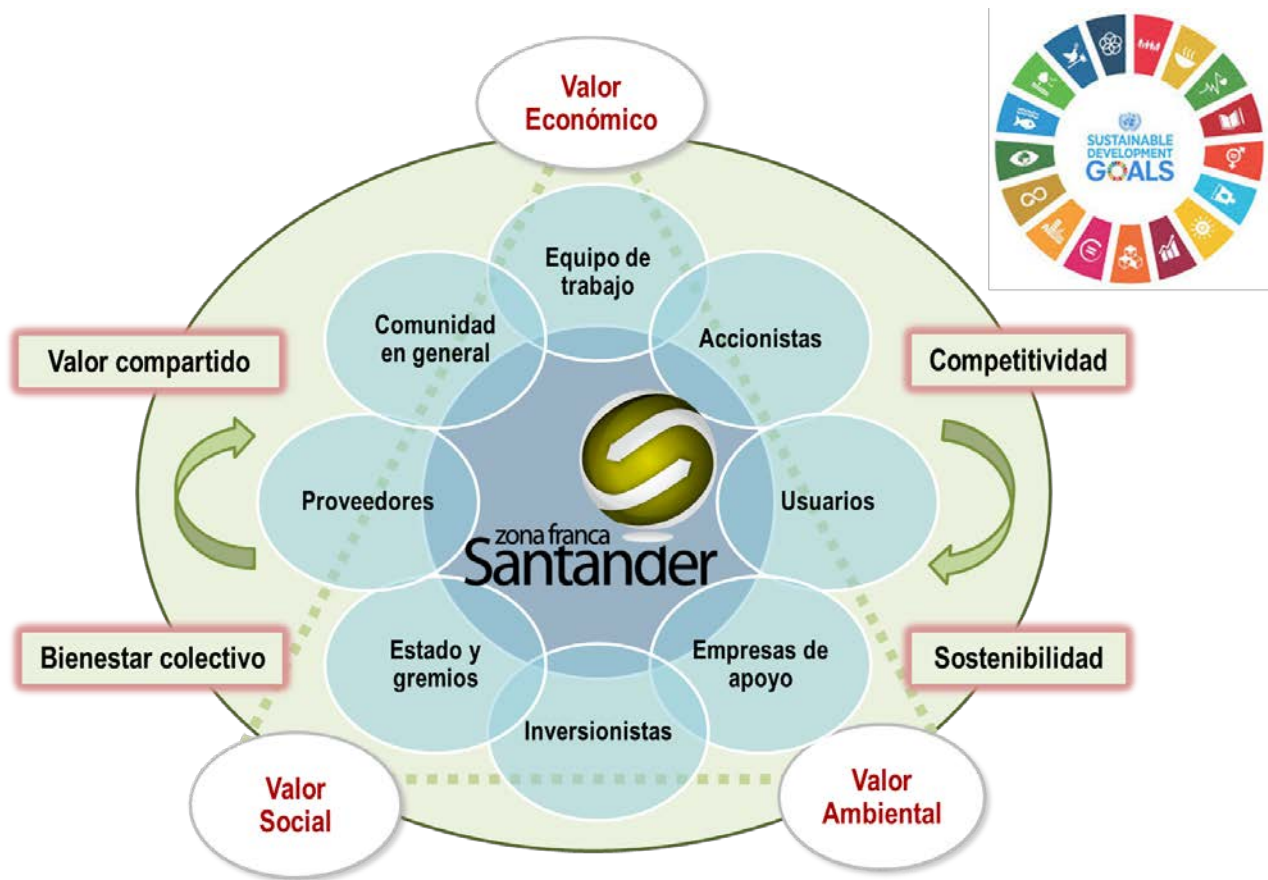 Valor
Económico
SUSTAINABLE
DEVELOPMENT
GOALS
Equipo de
trabajo
Comunidad
en general
Accionistas
Valor compartido
Competitividad
Proveedores
Usuarios
zona franca
Santander
Bienestar colectivo
Estado y
gremios
Empresas de
apoyo
Sostenibilidad
Inversionistas
Valor
Social
Valor
Ambiental